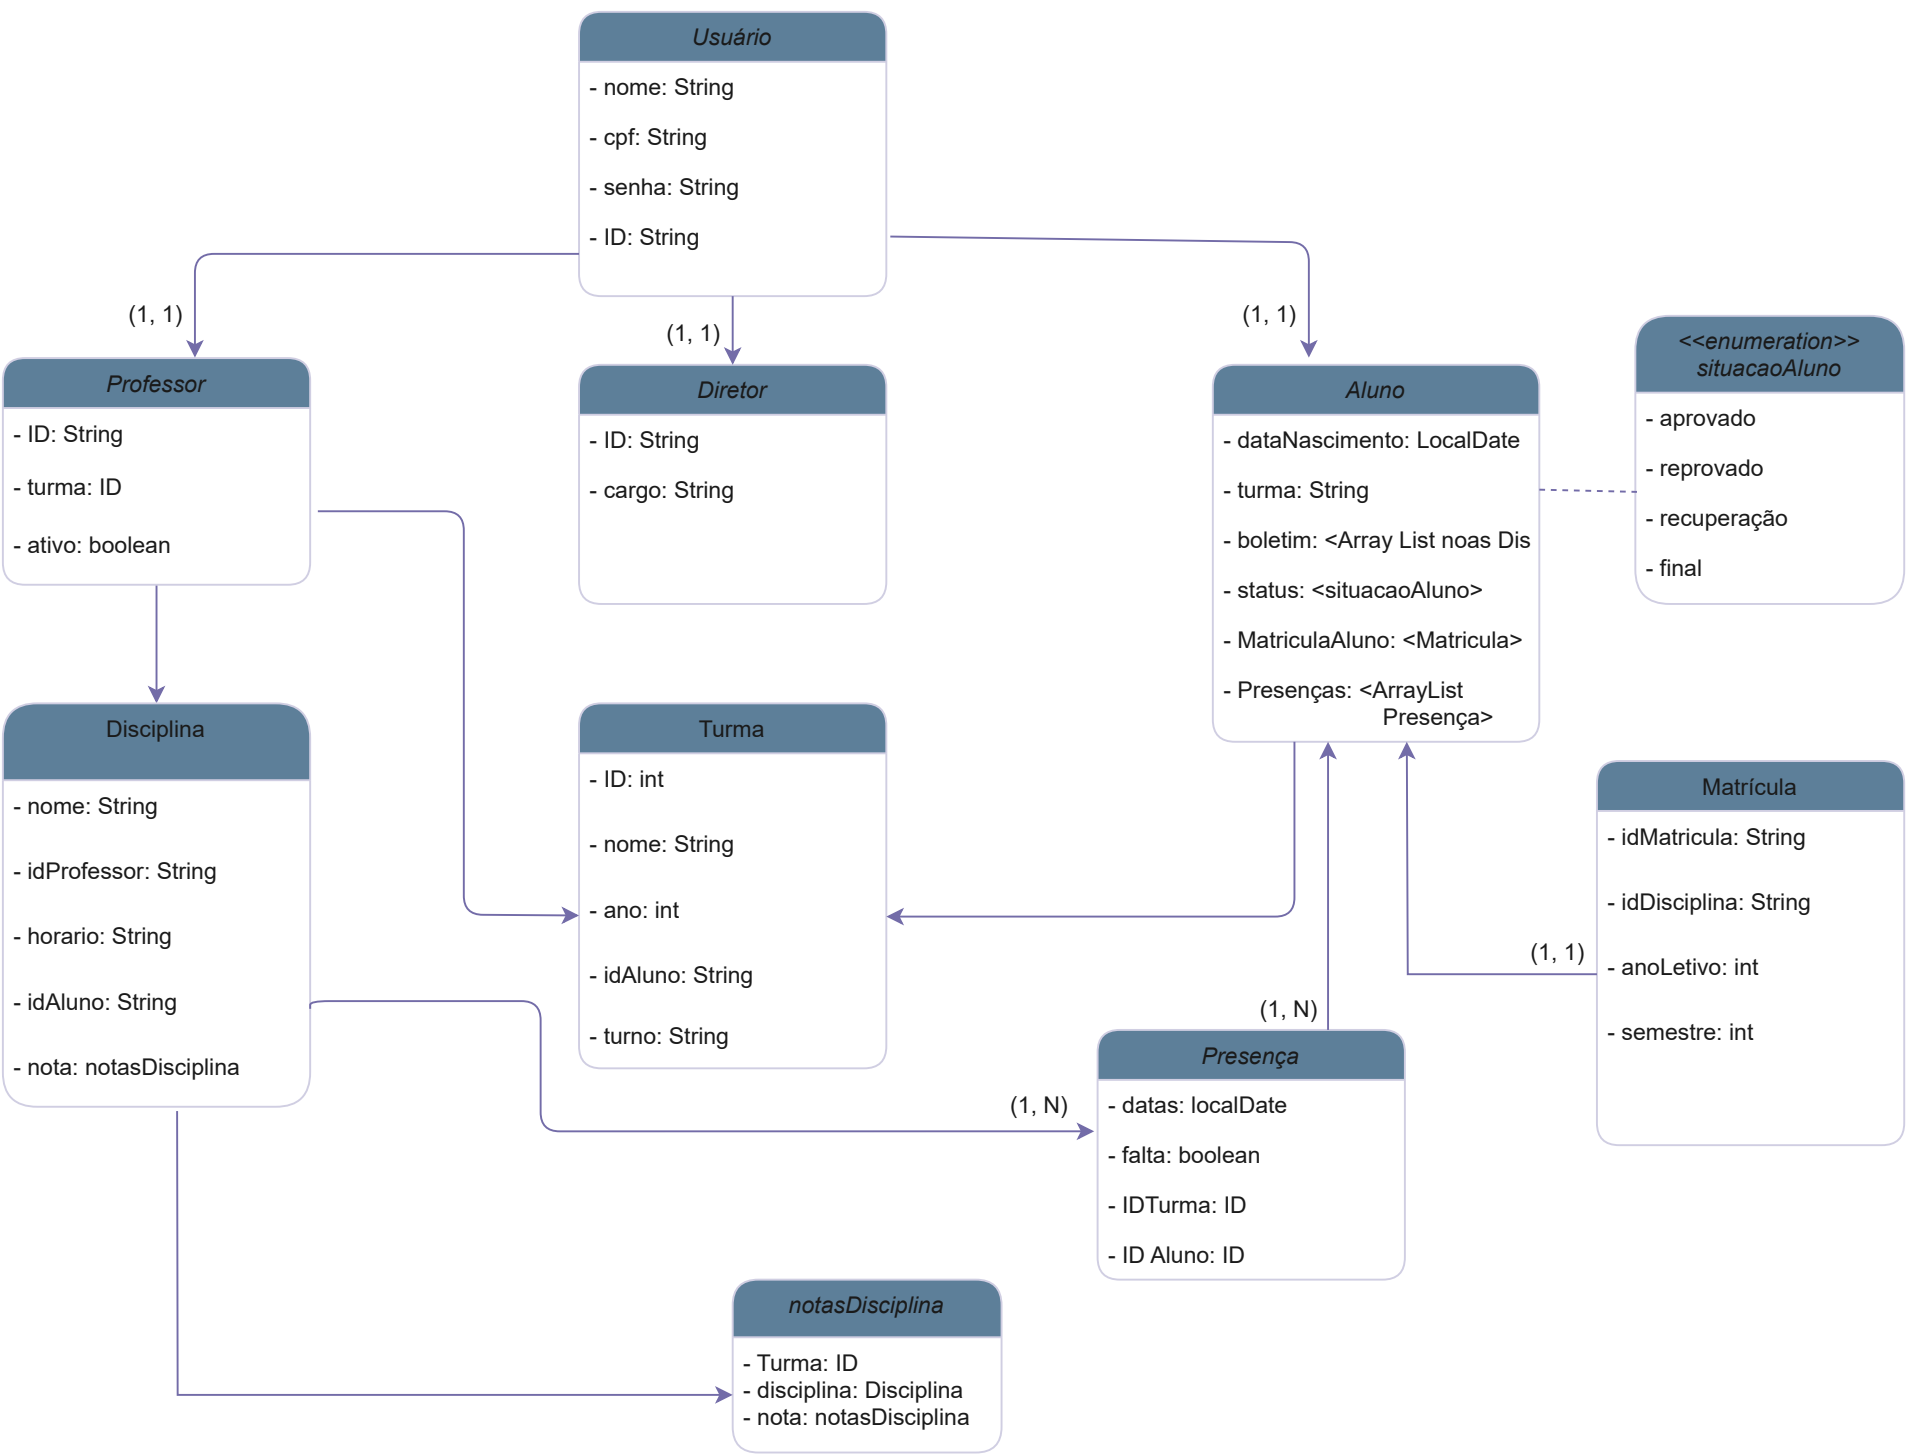 Usuário
- nome: String
- cpf: String
- senha: String
- ID: String
(1, 1)
(1, 1)
(1, 1)
Professor
- ID: String
- turma: ID
- ativo: boolean
Diretor
- ID: String
- cargo: String
Aluno
- dataNascimento: LocalDate
- turma: String
- boletim: <Array List noas Dis
- status: <situacaoAluno>
- MatriculaAluno: <Matricula>
- Presenças: <ArrayList
Presença>
<<enumeration>>
situacaoAluno
- aprovado
- reprovado
- recuperação
- final
Disciplina
- nome: String
- idProfessor: String
- horario: String
- idAluno: String
- nota: notasDisciplina
Turma
- ID: int
- nome: String
- ano: int
- idAluno: String
- turno: String
Matrícula
- idMatricula: String
- idDisciplina: String
- anoLetivo: int
- semestre: int
(1, 1)
(1, N)
(1, N)
Presença
- datas: localDate
- falta: boolean
- IDTurma: ID
- ID Aluno: ID
notasDisciplina
- Turma: ID
- disciplina: Disciplina
- nota: notasDisciplina